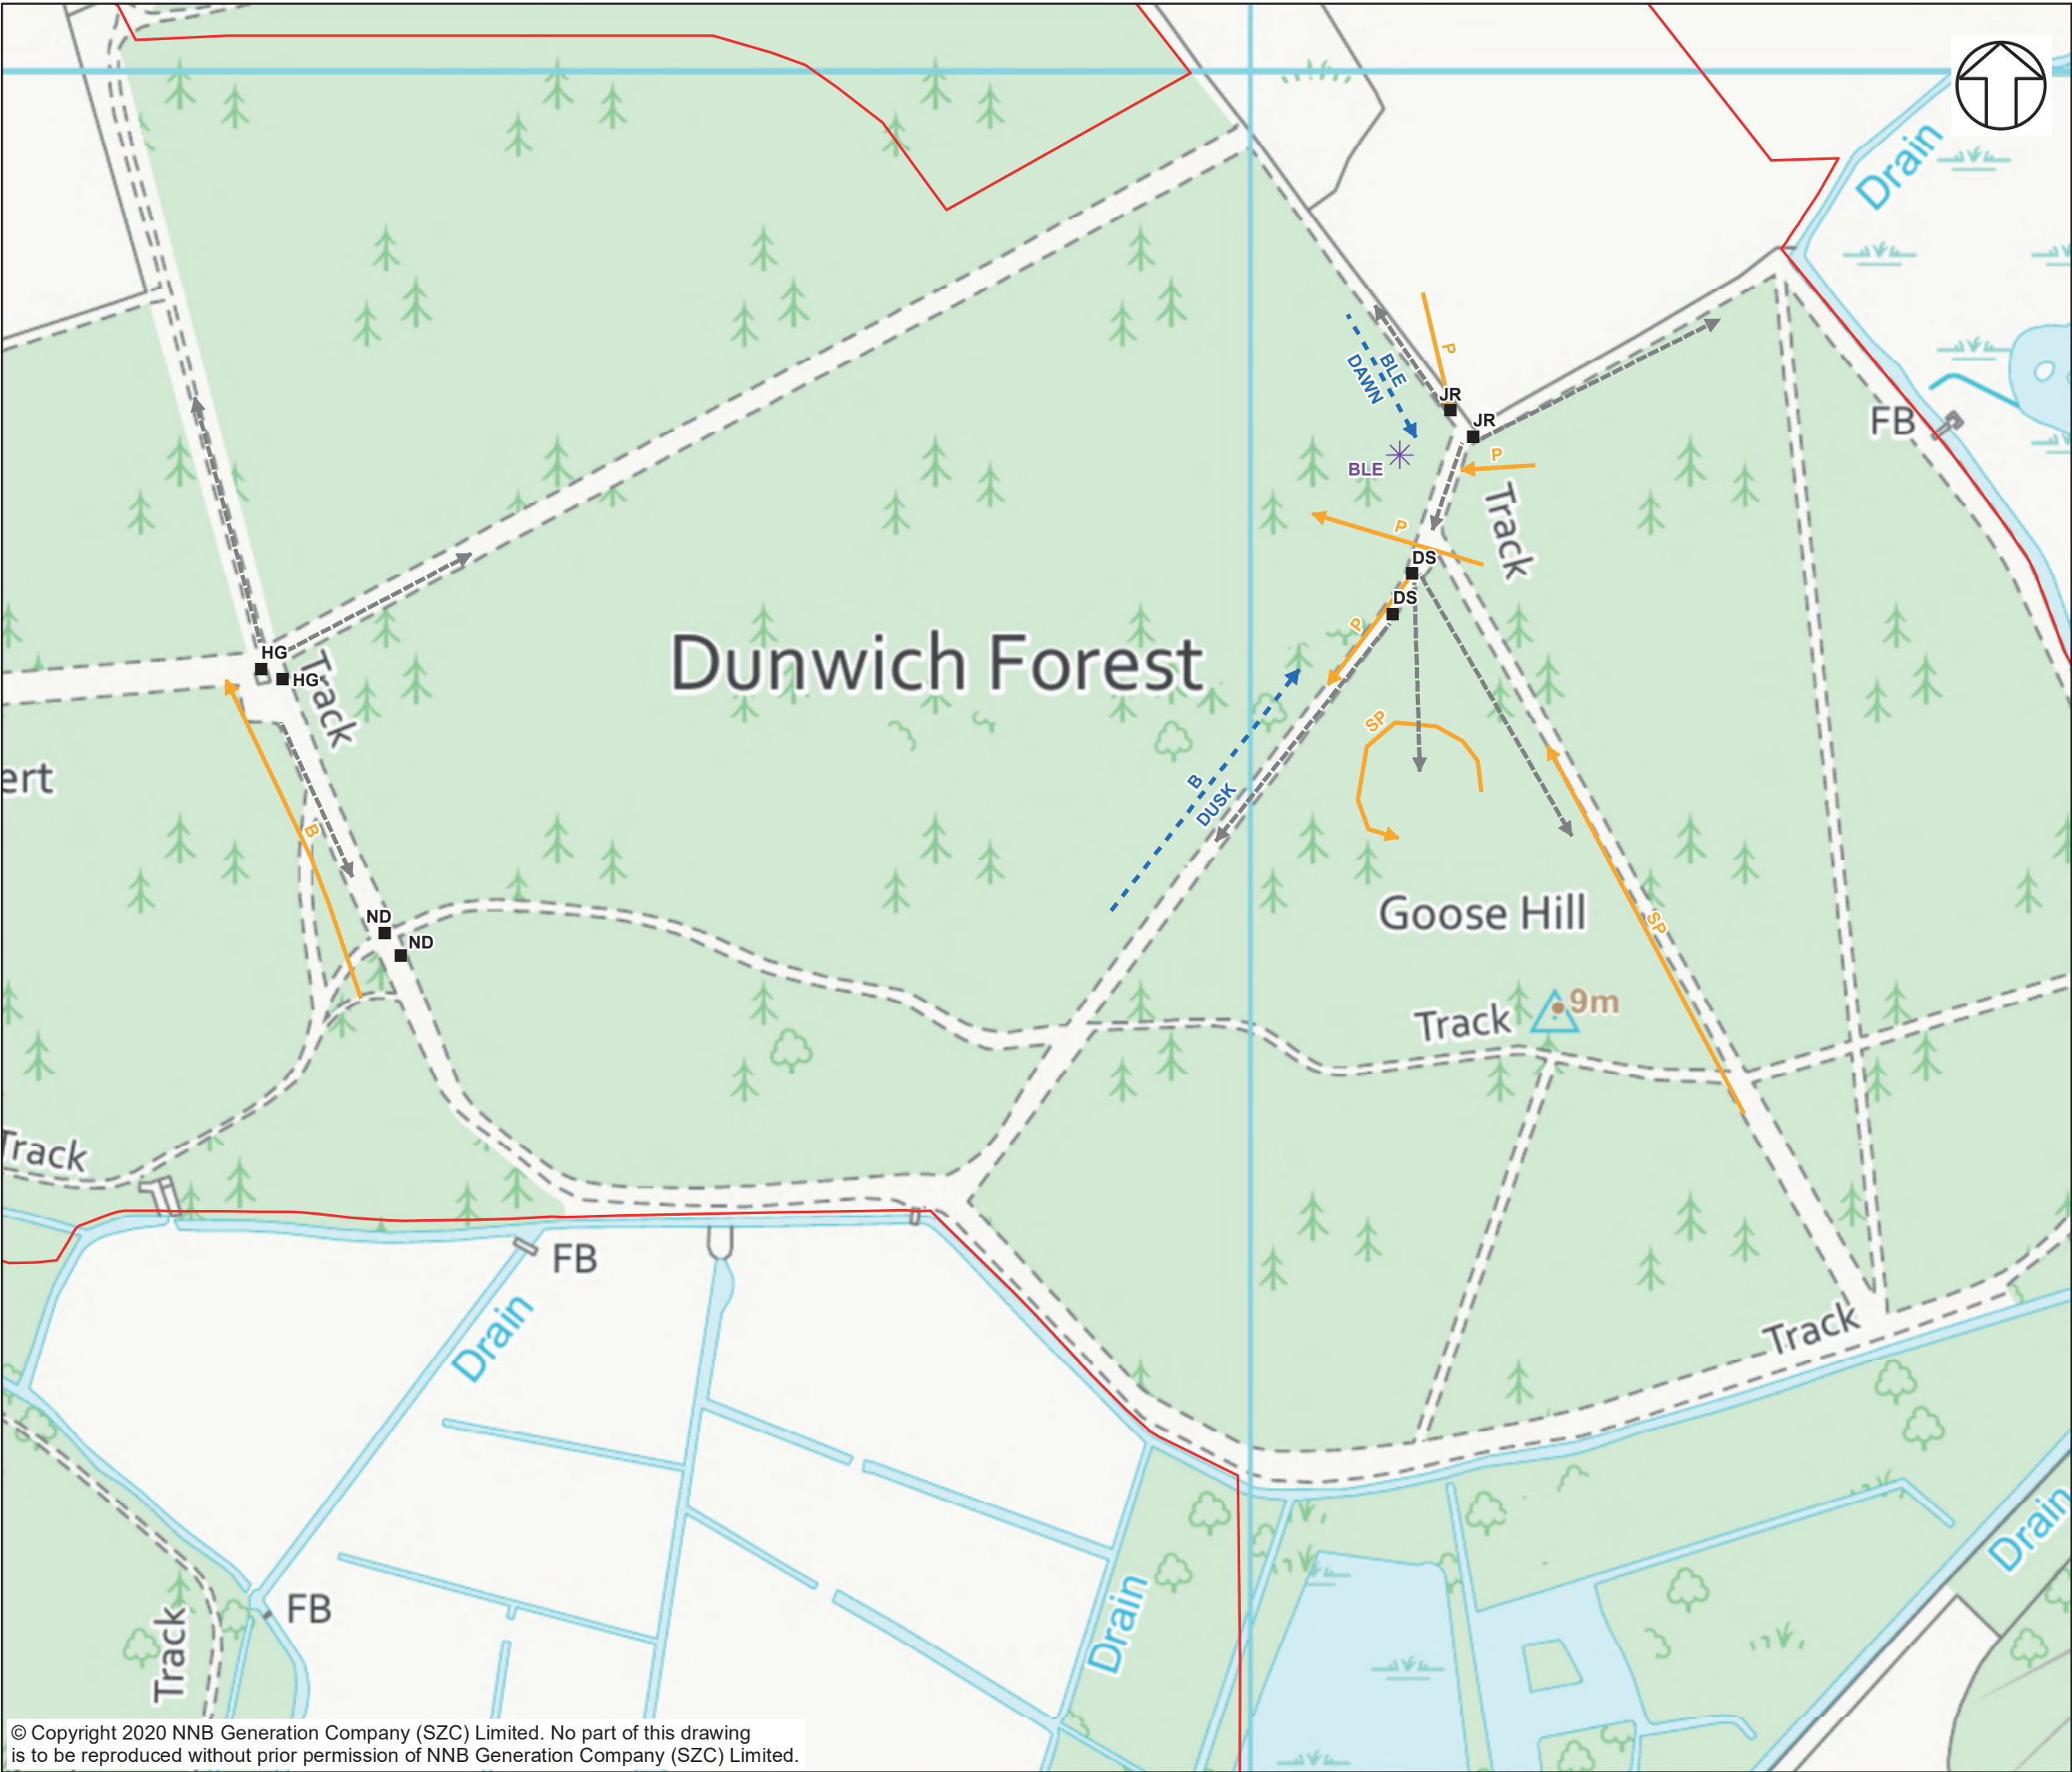 Drain
P
BLE
DAWN
JR
JR
FB
P
BLE
Track
P
DS
DS
P
Dunwich Forest
HG
HG
Track
SP
ert
B
DUSK
B
Goose Hill
SP
ND
ND
9m
Track
Track
FB
Drain
Track
Drain
Drain
FB
Track
© Copyright 2020 NNB Generation Company (SZC) Limited. No part of this drawing
is to be reproduced without prior permission of NNB Generation Company (SZC) Limited.